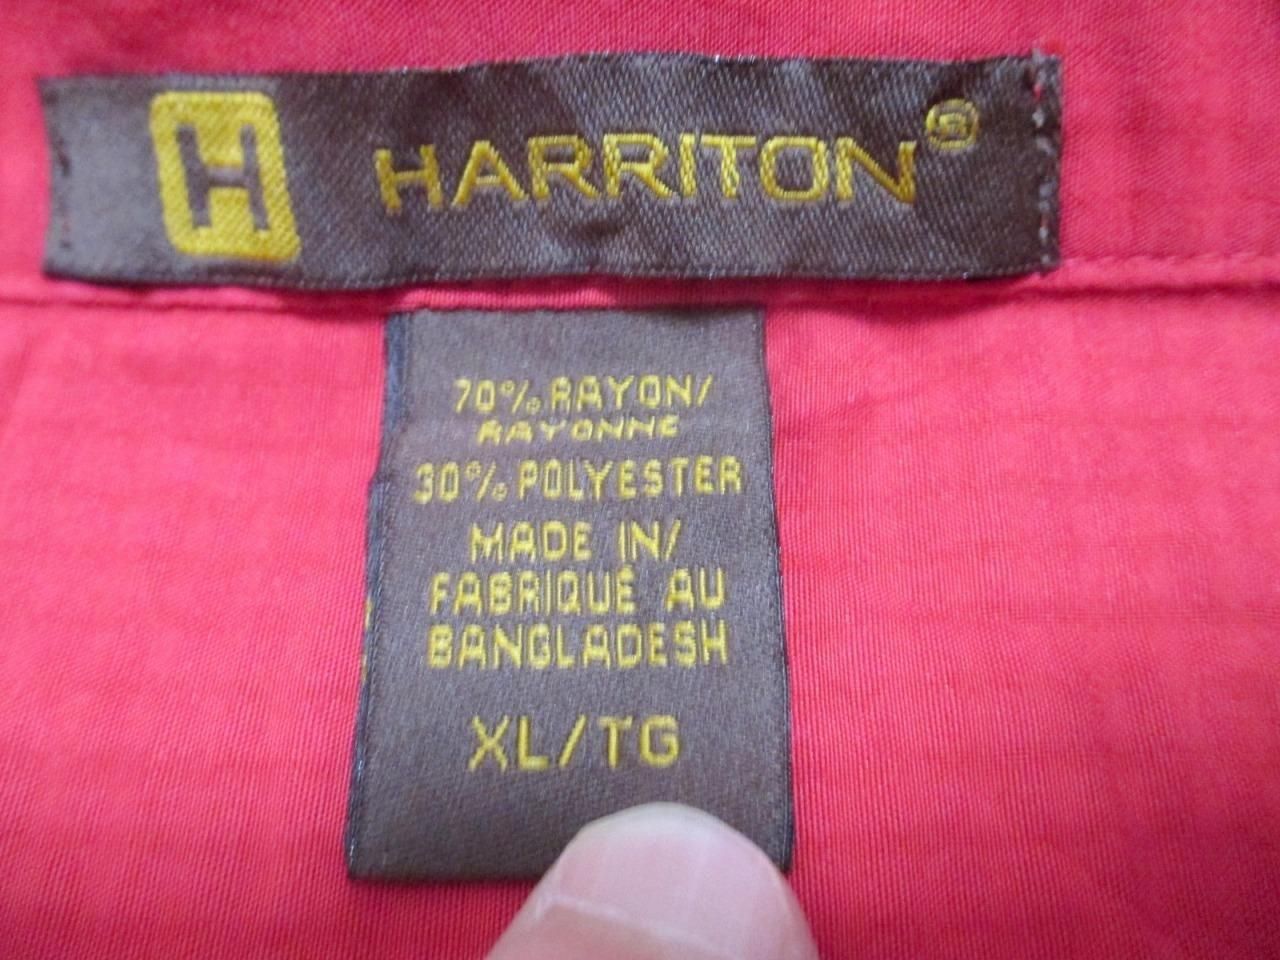 H HARRITON®
70% RAYON/
RAYONNE
30% POLYESTER
MADE IN/
FABRIQUÉ AU
BANGLADESH
XL/TG